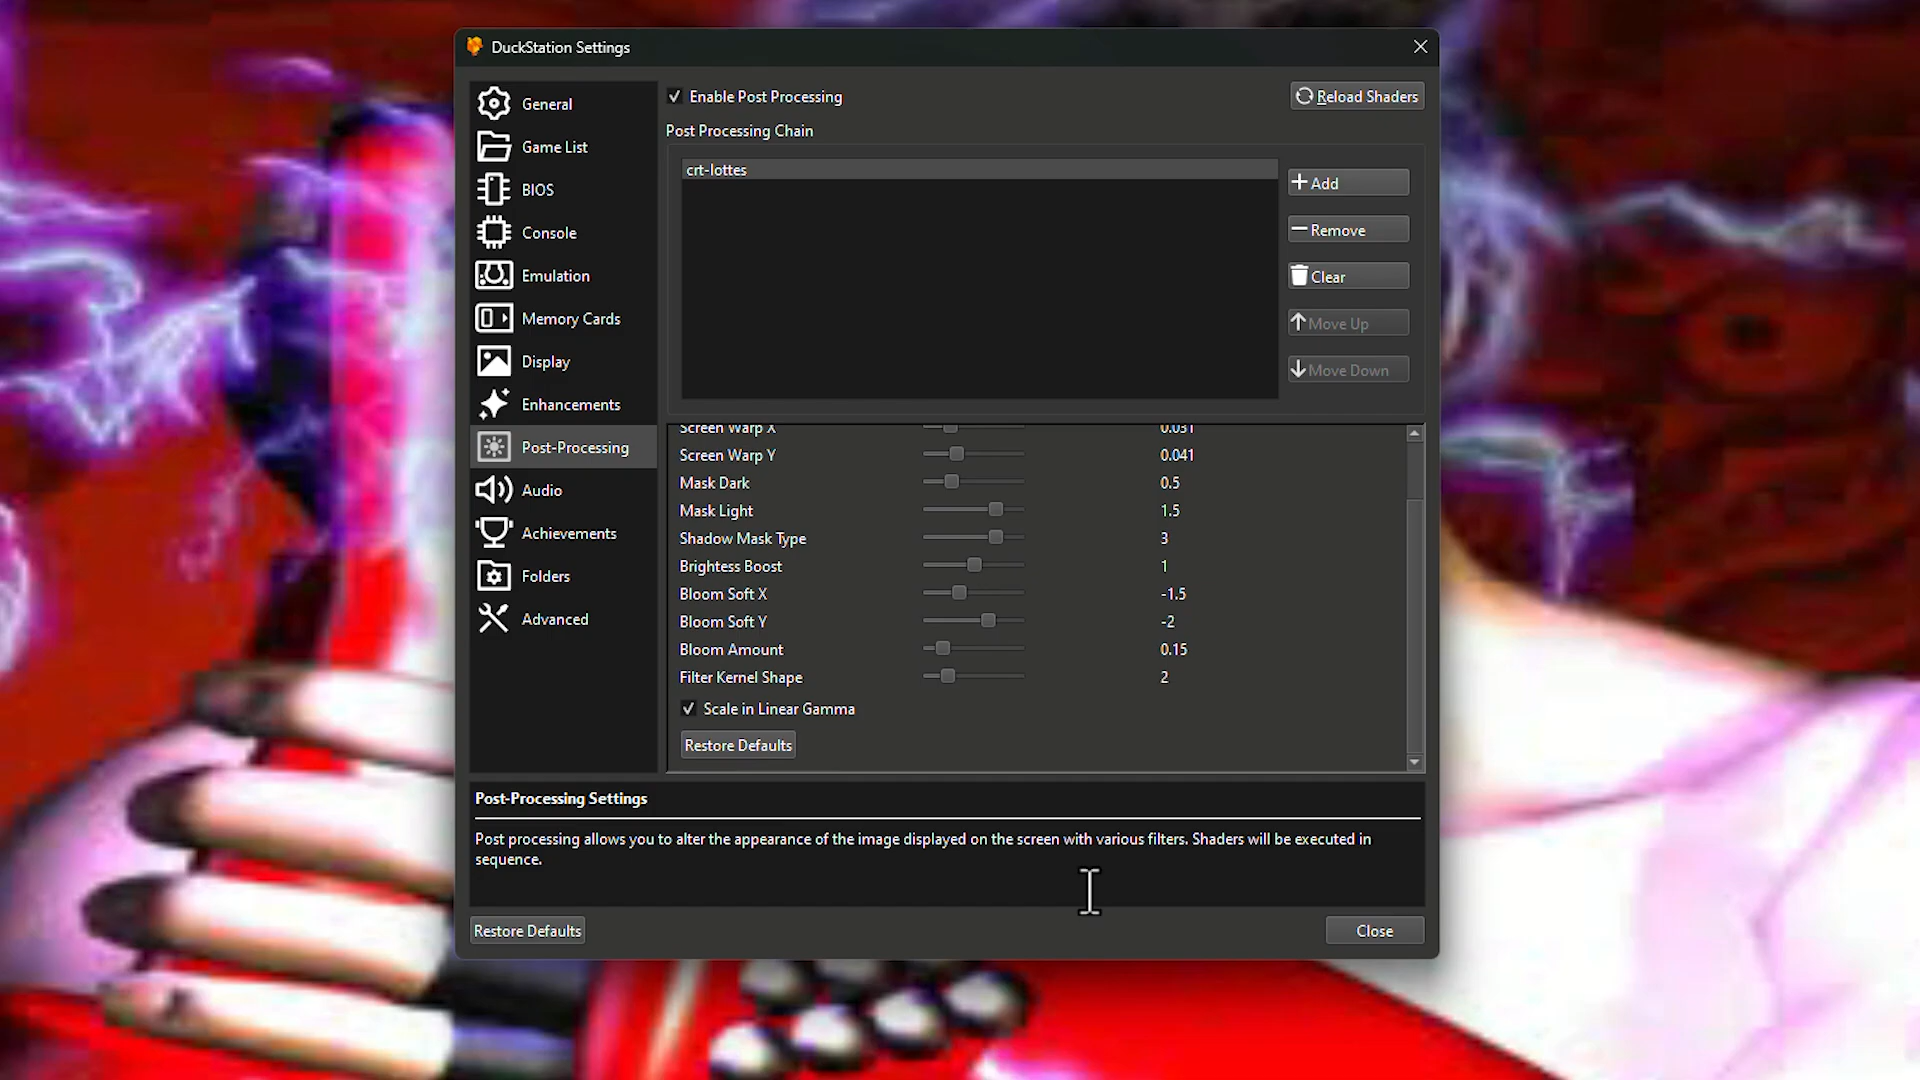 DuckStation Settings
General
Game List
BIOS
Console
Emulation
Memory Cards
Display
Enhancements
Post-Processing
Audio
Achievements
Folders
Advanced
Enable Post Processing
Reload Shaders
Post Processing Chain
crt-lottes
Add
Remove
Clear
Move Up
Move Down
Screen Warp X 0.031
Screen Warp Y 0.041
Mask Dark 0.5
Mask Light 1.5
Shadow Mask Type 3
Brightess Boost 1
Bloom Soft X -1.5
Bloom Soft Y -2
Bloom Amount 0.15
Filter Kernel Shape 2
Scale in Linear Gamma
Restore Defaults
Post-Processing Settings
Post processing allows you to alter the appearance of the image displayed on the screen with various filters. Shaders will be executed in
sequence.
Restore Defaults
Close